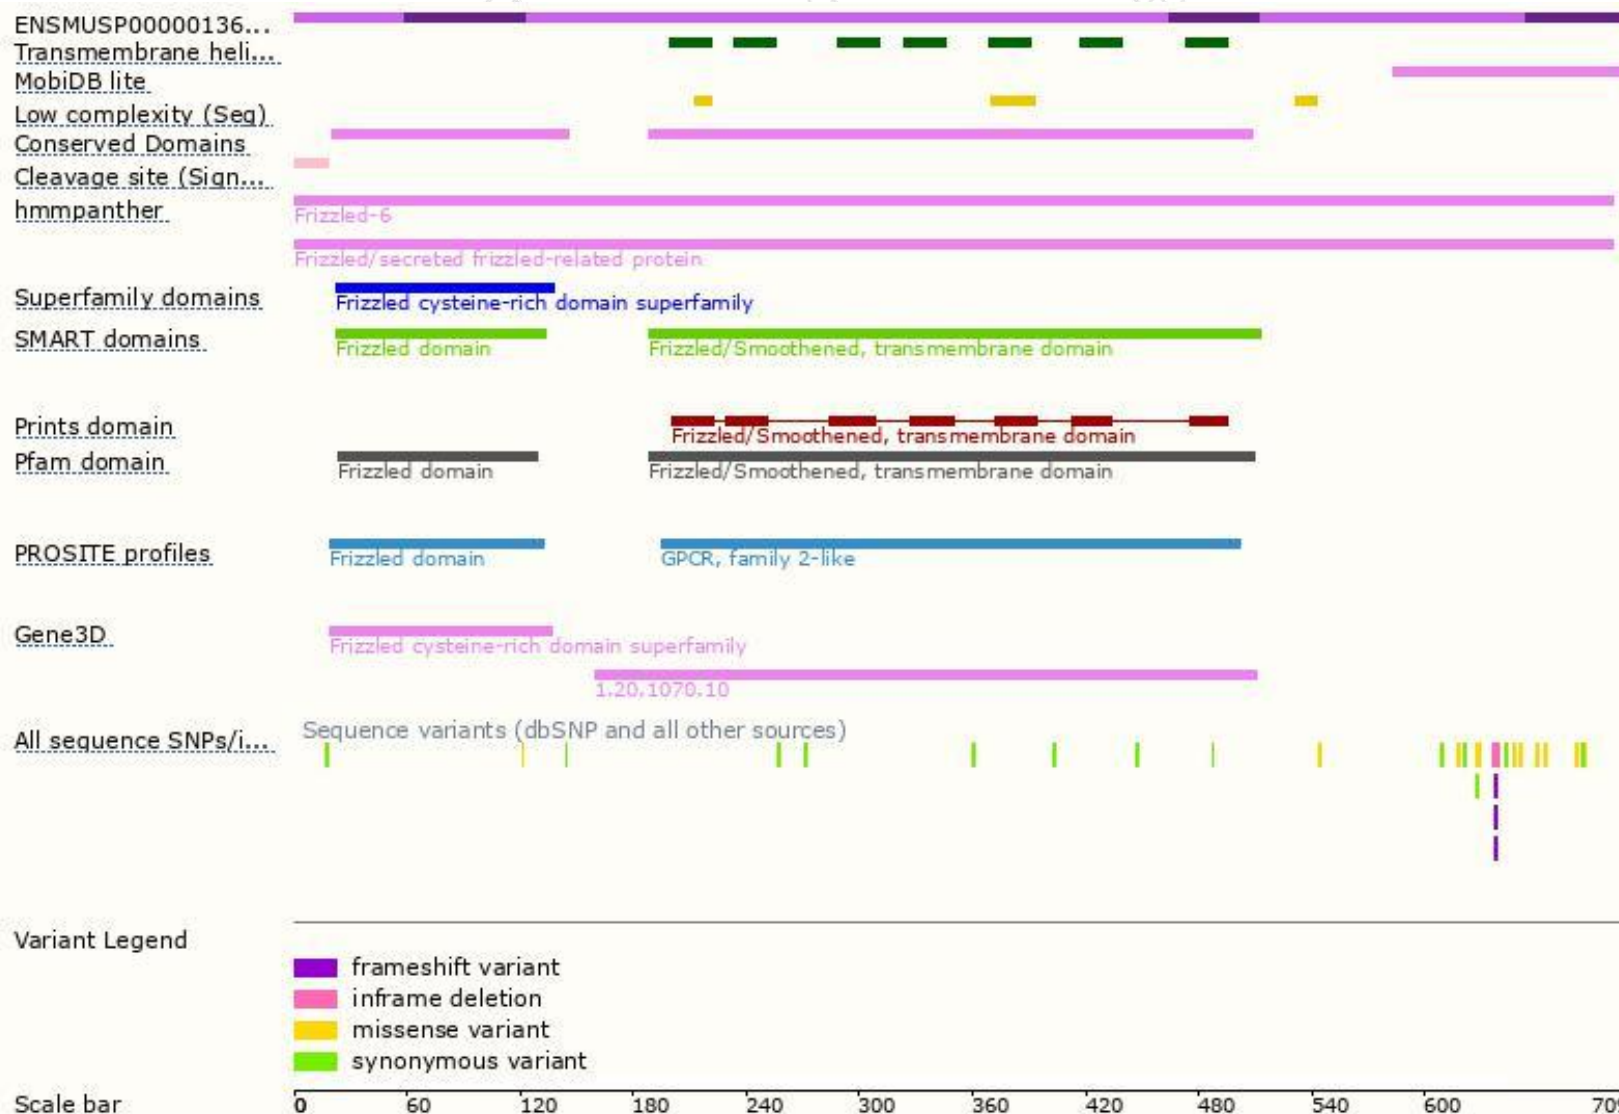 ENSMUSP00000136...
Transmembrane heli...
MobiDB lite
Low complexity (Seg)
Conserved Domains
Cleavage site (Sign...
hmmpanther
Frizzled-6
Frizzled/secreted frizzled-related protein
Superfamily domains
Frizzled cysteine-rich domain superfamily
SMART domains
Frizzled domain Frizzled/Smoothened, transmembrane domain
Prints domain
Frizzled/Smoothened, transmembrane domain
Pfam domain
Frizzled domain Frizzled/Smoothened, transmembrane domain
PROSITE profiles
Frizzled domain GPCR, family 2-like
Gene3D
Frizzled cysteine-rich domain superfamily
1.20.1070.10
Sequence variants (dbSNP and all other sources)
All sequence SNPs/i...
Variant Legend
frameshift variant
inframe deletion
missense variant
synonymous variant
Scale bar 0 60 120 180 240 300 360 420 480 540 600